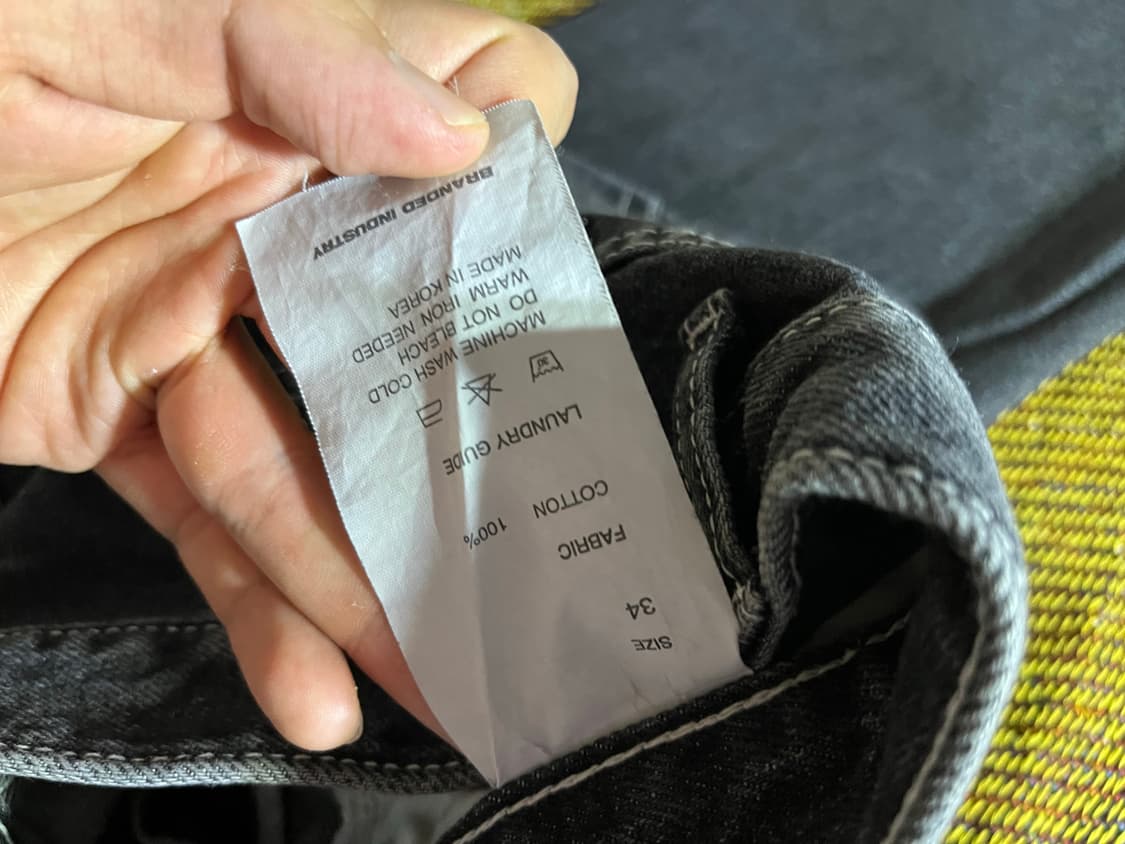 SIZE
34
FABRIC
COTTON 100%
LAUNDRY GUIDE
30
MACHINE WASH COLD
DO NOT BLEACH
WARM IRON NEEDED
MADE IN KOREA
BRANDED INDUSTRY